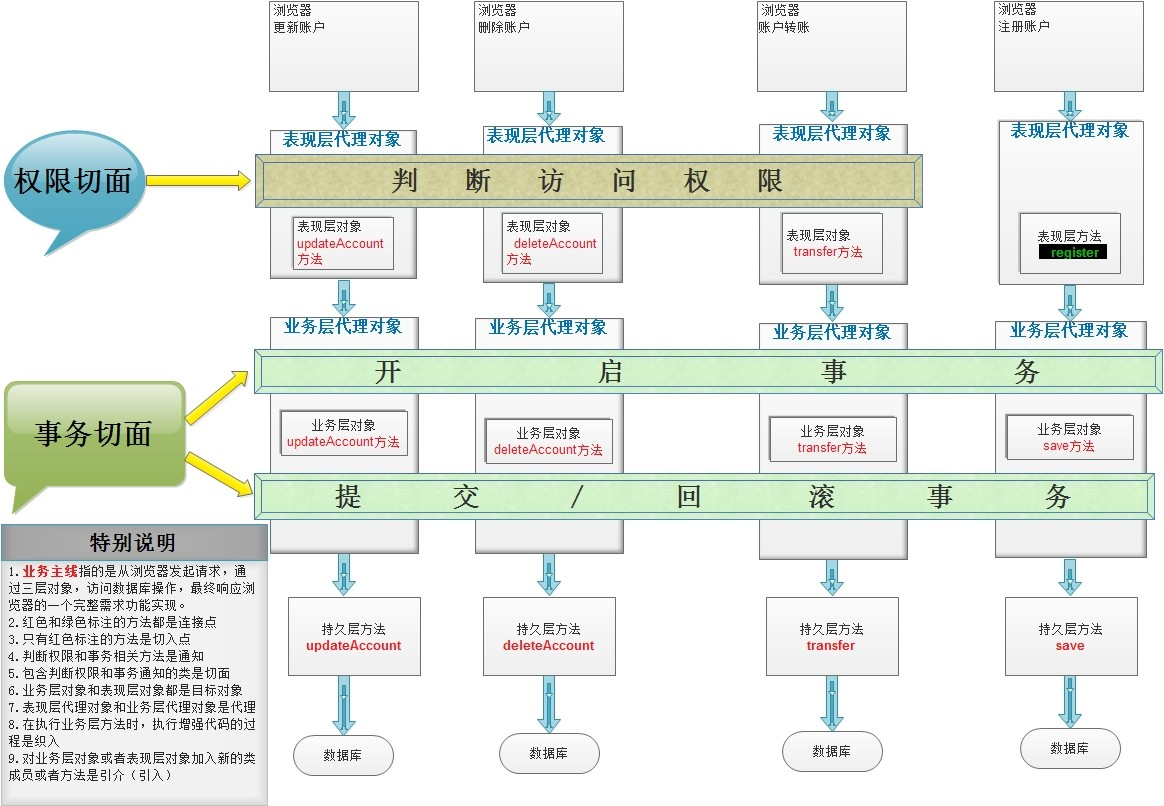 浏览器
更新账户
浏览器
删除账户
浏览器
账户转账
浏览器
注册账户
表现层代理对象
表现层代理对象
表现层代理对象
表现层代理对象
权限切面
判断访问权限
表现层对象
updateAccount
方法
表现层对象
deleteAccount
方法
表现层对象
transfer方法
表现层方法
register
业务层代理对象
业务层代理对象
业务层代理对象
业务层代理对象
开启事务
事务切面
业务层对象
updateAccount方法
业务层对象
deleteAccount方法
业务层对象
transfer方法
业务层对象
save方法
提交/回滚事务
特别说明
1.业务主线指的是从浏览器发起请求，通
过三层对象，访问数据库操作，最终响应浏
览器的一个完整需求功能实现。
2.红色和绿色标注的方法都是连接点
3.只有红色标注的方法是切入点
4.判断权限和事务相关方法是通知
5.包含判断权限和事务通知的类是切面
6.业务层对象和表现层对象都是目标对象
7.表现层代理对象和业务层代理对象是代理
8.在执行业务层方法时，执行增强代码的过
程是织入
9.对业务层对象或者表现层对象加入新的类
成员或者方法是引介（引入）
持久层方法
updateAccount
持久层方法
deleteAccount
持久层方法
transfer
持久层方法
save
数据库
数据库
数据库
数据库